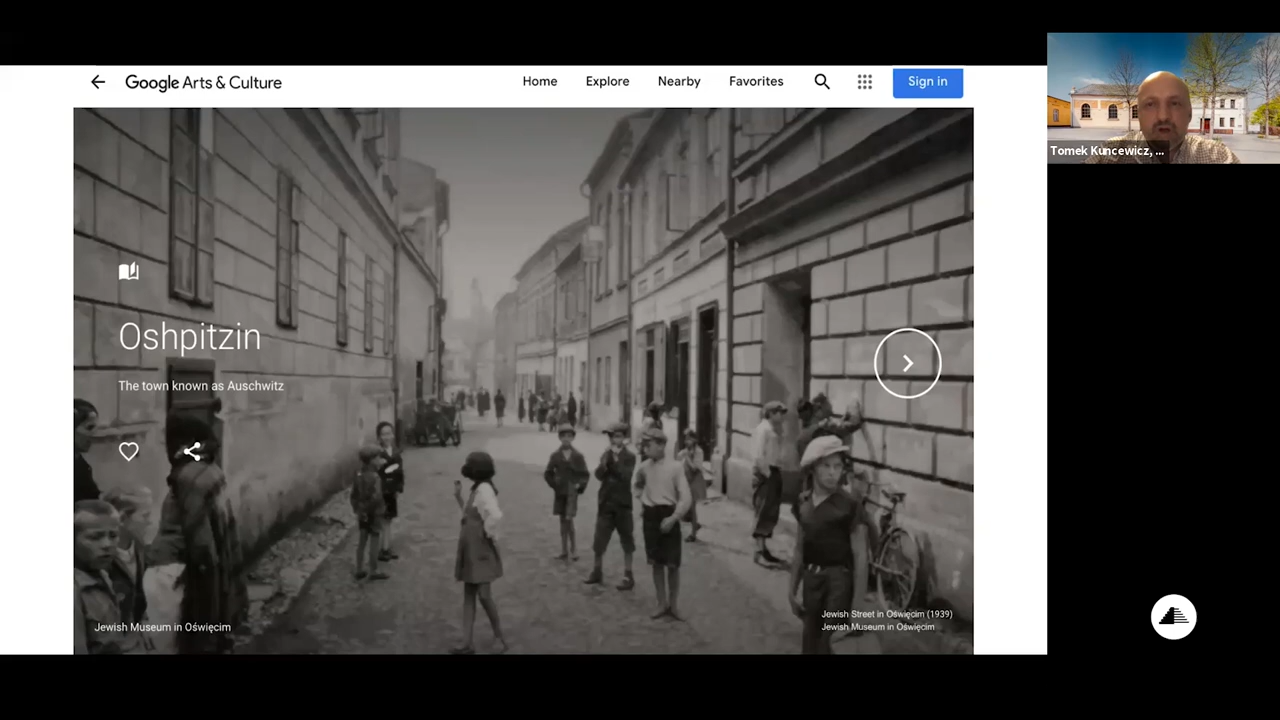 Google Arts & Culture
Home Explore Nearby Favorites Sign in
Tomek Kuncewicz, ...
Oshpitzin
The town known as Auschwitz
Jewish Museum in Oświęcim
Jewish Street in Oświęcim (1939)
Jewish Museum in Oświęcim